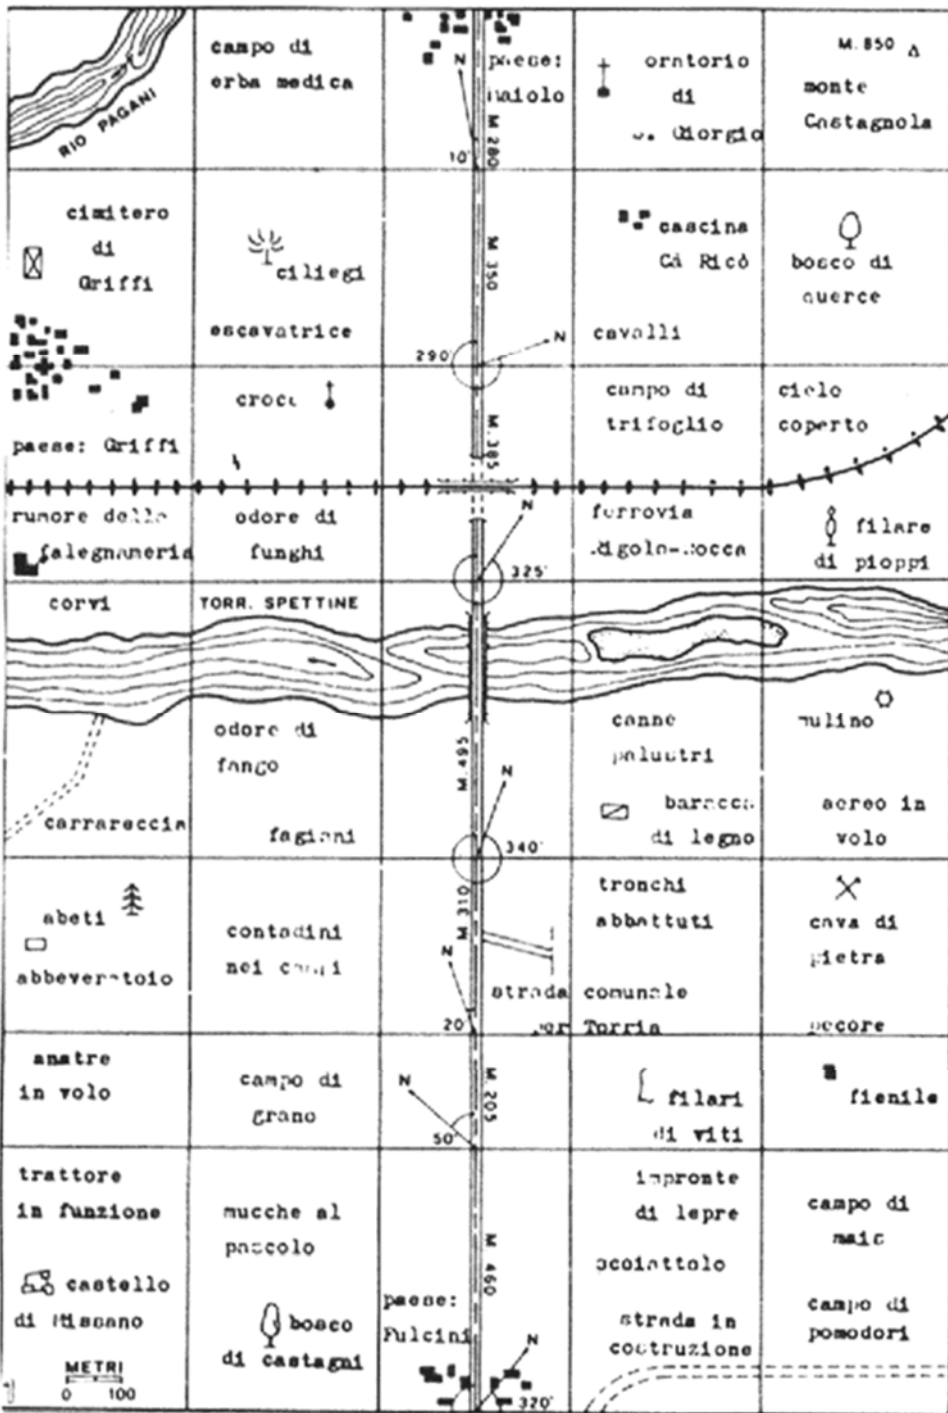 campo di
erba medica
RIO PAGANI
N
10°
M 280
paese:
oratorio
di
Giorgio
M. 850
monte
Castagnola
cimitero
di
Griffi
ciliegi
escavatrice
M 350
290°
N
cascina
Cà Ricò
cavalli
bosco di
querce
paese: Griffi
croce
M. 385
campo di
trifoglio
cielo
coperto
rumore della
falegnameria
odore di
funghi
N
325°
ferrovia
filare
di pioppi
corvi
TORR. SPETTINE
carrareccia
odore di
fango
fagiani
M. 495
N
340°
canne
palustri
baracca
di legno
mulino
aereo in
volo
abeti
abbeveratoio
contadini
nei campi
M 310
N
20°
strada comunale
per Torria
tronchi
abbattuti
cava di
pietra
pecore
anatre
in volo
campo di
grano
N
50°
M. 205
filari
di viti
fienile
trattore
in funzione
castello
di
METRI
0 100
mucche al
pascolo
bosco
di castagni
M 460
paese:
Fulcini
N
320°
impronte
di lepre
scoiattolo
strada in
costruzione
campo di
mais
campo di
pomodori